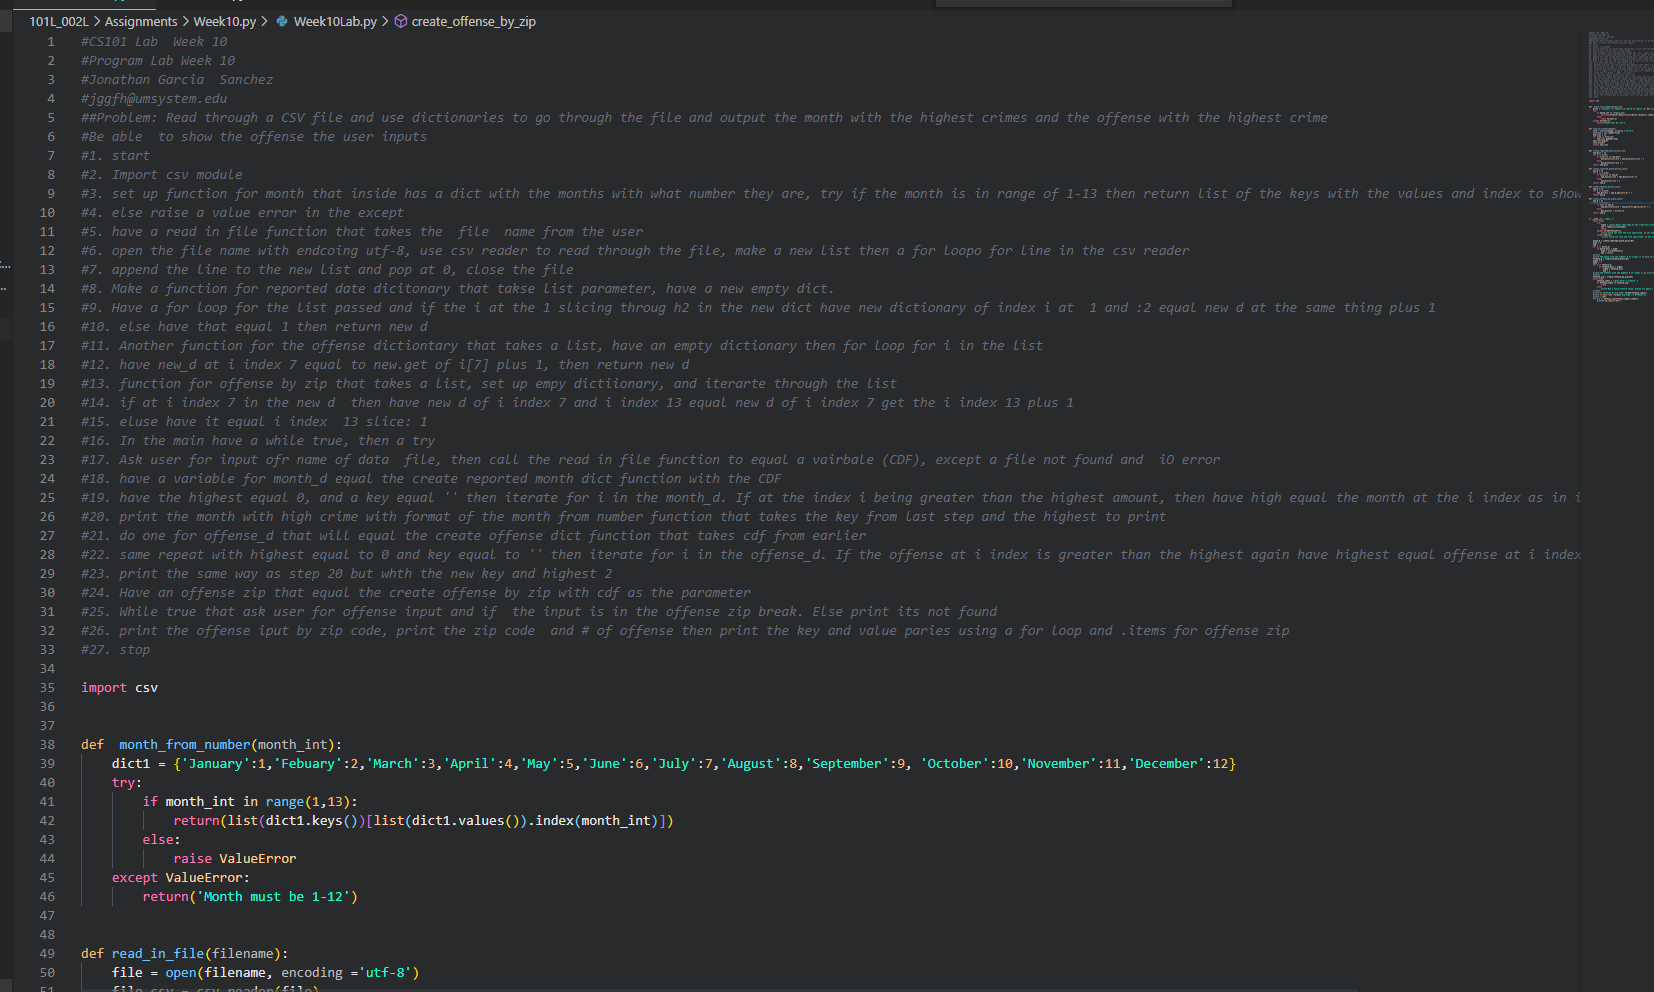 101L_002L > Assignments > Week10.py > Week10Lab.py > create_offense_by_zip
1 #CS101 Lab  Week 10
2 #Program Lab Week 10
3 #Jonathan Garcia  Sanchez
4 #jggfh@umsystem.edu
5 ##Problem: Read through a CSV file and use dictionaries to go through the file and output the month with the highest crimes and the offense with the highest crime
6 #Be able  to show the offense the user inputs
7 #1. start
8 #2. Import csv module
9 #3. set up function for month that inside has a dict with the months with what number they are, try if the month is in range of 1-13 then return list of the keys with the values and index to show
10 #4. else raise a value error in the except
11 #5. have a read in file function that takes the  file  name from the user
12 #6. open the file name with endcoing utf-8, use csv reader to read through the file, make a new list then a for loopo for line in the csv reader
13 #7. append the line to the new list and pop at 0, close the file
14 #8. Make a function for reported date dicitonary that takse list parameter, have a new empty dict.
15 #9. Have a for loop for the list passed and if the i at the 1 slicing throug h2 in the new dict have new dictionary of index i at  1 and :2 equal new d at the same thing plus 1
16 #10. else have that equal 1 then return new d
17 #11. Another function for the offense dictiontary that takes a list, have an empty dictionary then for loop for i in the list
18 #12. have new_d at i index 7 equal to new.get of i[7] plus 1, then return new d
19 #13. function for offense by zip that takes a list, set up empy dictiionary, and iterarte through the list
20 #14. if at i index 7 in the new d  then have new d of i index 7 and i index 13 equal new d of i index 7 get the i index 13 plus 1
21 #15. eluse have it equal i index  13 slice: 1
22 #16. In the main have a while true, then a try
23 #17. Ask user for input ofr name of data  file, then call the read in file function to equal a vairbale (CDF), except a file not found and  iO error
24 #18. have a variable for month_d equal the create reported month dict function with the CDF
25 #19. have the highest equal 0, and a key equal '' then iterate for i in the month_d. If at the index i being greater than the highest amount, then have high equal the month at the i index as in i
26 #20. print the month with high crime with format of the month from number function that takes the key from last step and the highest to print
27 #21. do one for offense_d that will equal the create offense dict function that takes cdf from earlier
28 #22. same repeat with highest equal to 0 and key equal to '' then iterate for i in the offense_d. If the offense at i index is greater than the highest again have highest equal offense at i index
29 #23. print the same way as step 20 but whth the new key and highest 2
30 #24. Have an offense zip that equal the create offense by zip with cdf as the parameter
31 #25. While true that ask user for offense input and if  the input is in the offense zip break. Else print its not found
32 #26. print the offense iput by zip code, print the zip code  and # of offense then print the key and value paries using a for loop and .items for offense zip
33 #27. stop
34
35 import csv
36
37
38 def  month_from_number(month_int):
39     dict1 = {'January':1,'Febuary':2,'March':3,'April':4,'May':5,'June':6,'July':7,'August':8,'September':9, 'October':10,'November':11,'December':12}
40     try:
41         if month_int in range(1,13):
42             return(list(dict1.keys())[list(dict1.values()).index(month_int)])
43         else:
44             raise ValueError
45     except ValueError:
46         return('Month must be 1-12')
47
48
49 def read_in_file(filename):
50     file = open(filename, encoding ='utf-8')
51     file_csv = csv.reader(file)